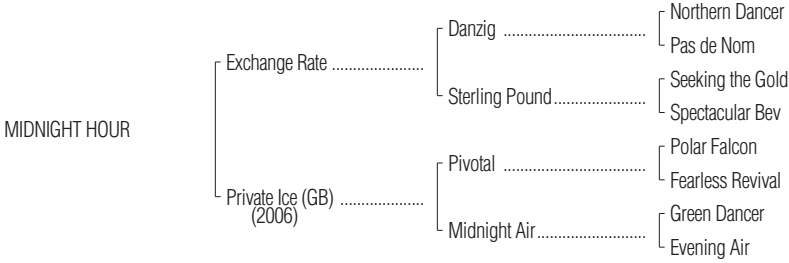 Northern Dancer
Danzig ................................
Pas de Nom
Exchange Rate .....................
Seeking the Gold
Sterling Pound.....................
Spectacular Bev
MIDNIGHT HOUR
Polar Falcon
Pivotal ................................
Fearless Revival
Private Ice (GB) ...................
(2006)
Green Dancer
Midnight Air........................
Evening Air